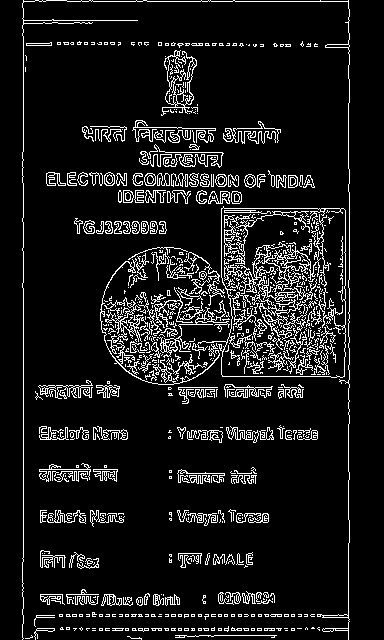 भारत निवडणूक आयोग
ओळखपत्र
ELECTION COMMISSION OF INDIA
IDENTITY CARD
TGJ3239993
मतदाराचे नांव : युवराज विनायक तेरसे
Elector's Name : Yuvaraj Vinayak Terase
वडिलांचे नांव : विनायक तेरसे
Father's Name : Vinayak Terase
लिंग / Sex : पुरुष / MALE
जन्म तारीख /Date of Birth :